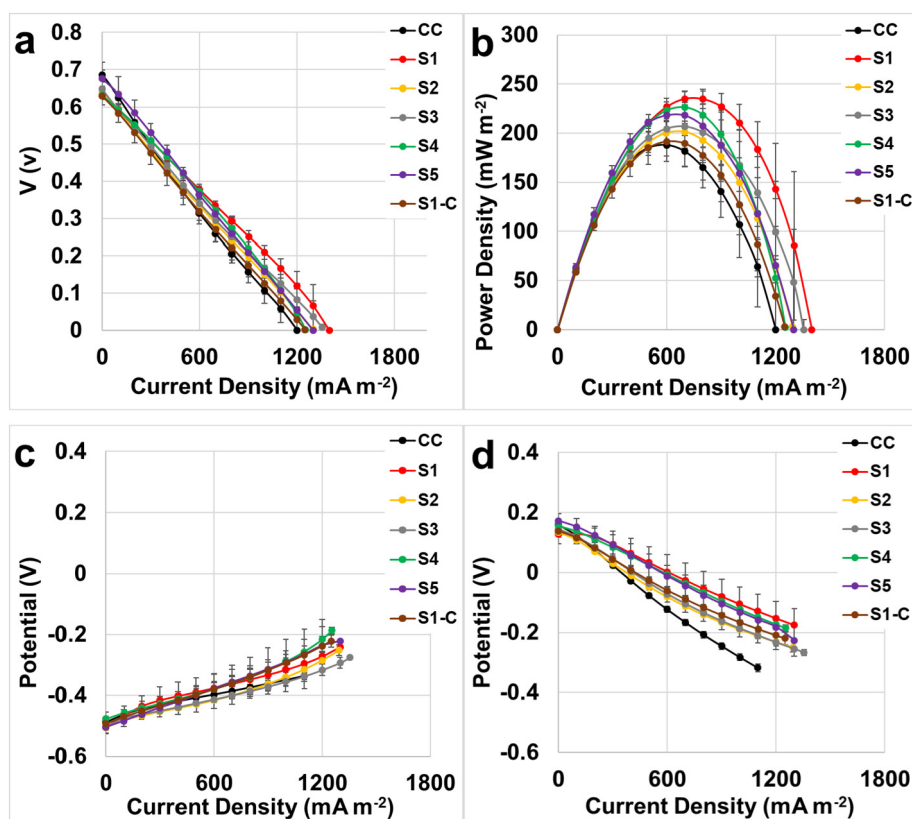 a
V (v)
0.8
0.7
0.6
0.5
0.4
0.3
0.2
0.1
0
0
600
1200
1800
Current Density (mA m-2)
CC
S1
S2
S3
S4
S5
S1-C
b
Power Density (mW m-2)
300
250
200
150
100
50
0
0
600
1200
1800
Current Density (mA m-2)
CC
S1
S2
S3
S4
S5
S1-C
c
Potential (V)
0.4
0.2
0
-0.2
-0.4
-0.6
0
600
1200
1800
Current Density (mA m-2)
CC
S1
S2
S3
S4
S5
S1-C
d
Potential (V)
0.4
0.2
0
-0.2
-0.4
-0.6
0
600
1200
1800
Current Density (mA m-2)
CC
S1
S2
S3
S4
S5
S1-C